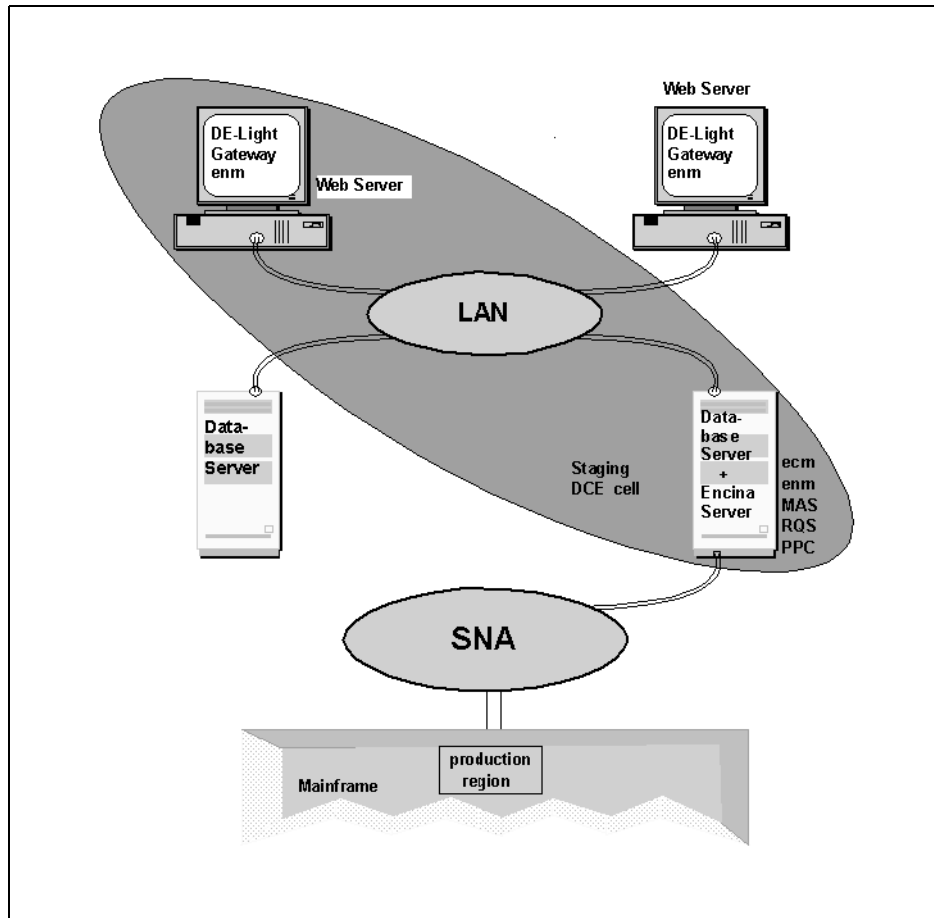 Web Server
DE-Light
Gateway
enm
Web Server
DE-Light
Gateway
enm
LAN
Data-
base
Server
Staging
DCE cell
Data-
base
Server
+
Encina
Server
ecm
enm
MAS
RQS
PPC
SNA
production
region
Mainframe